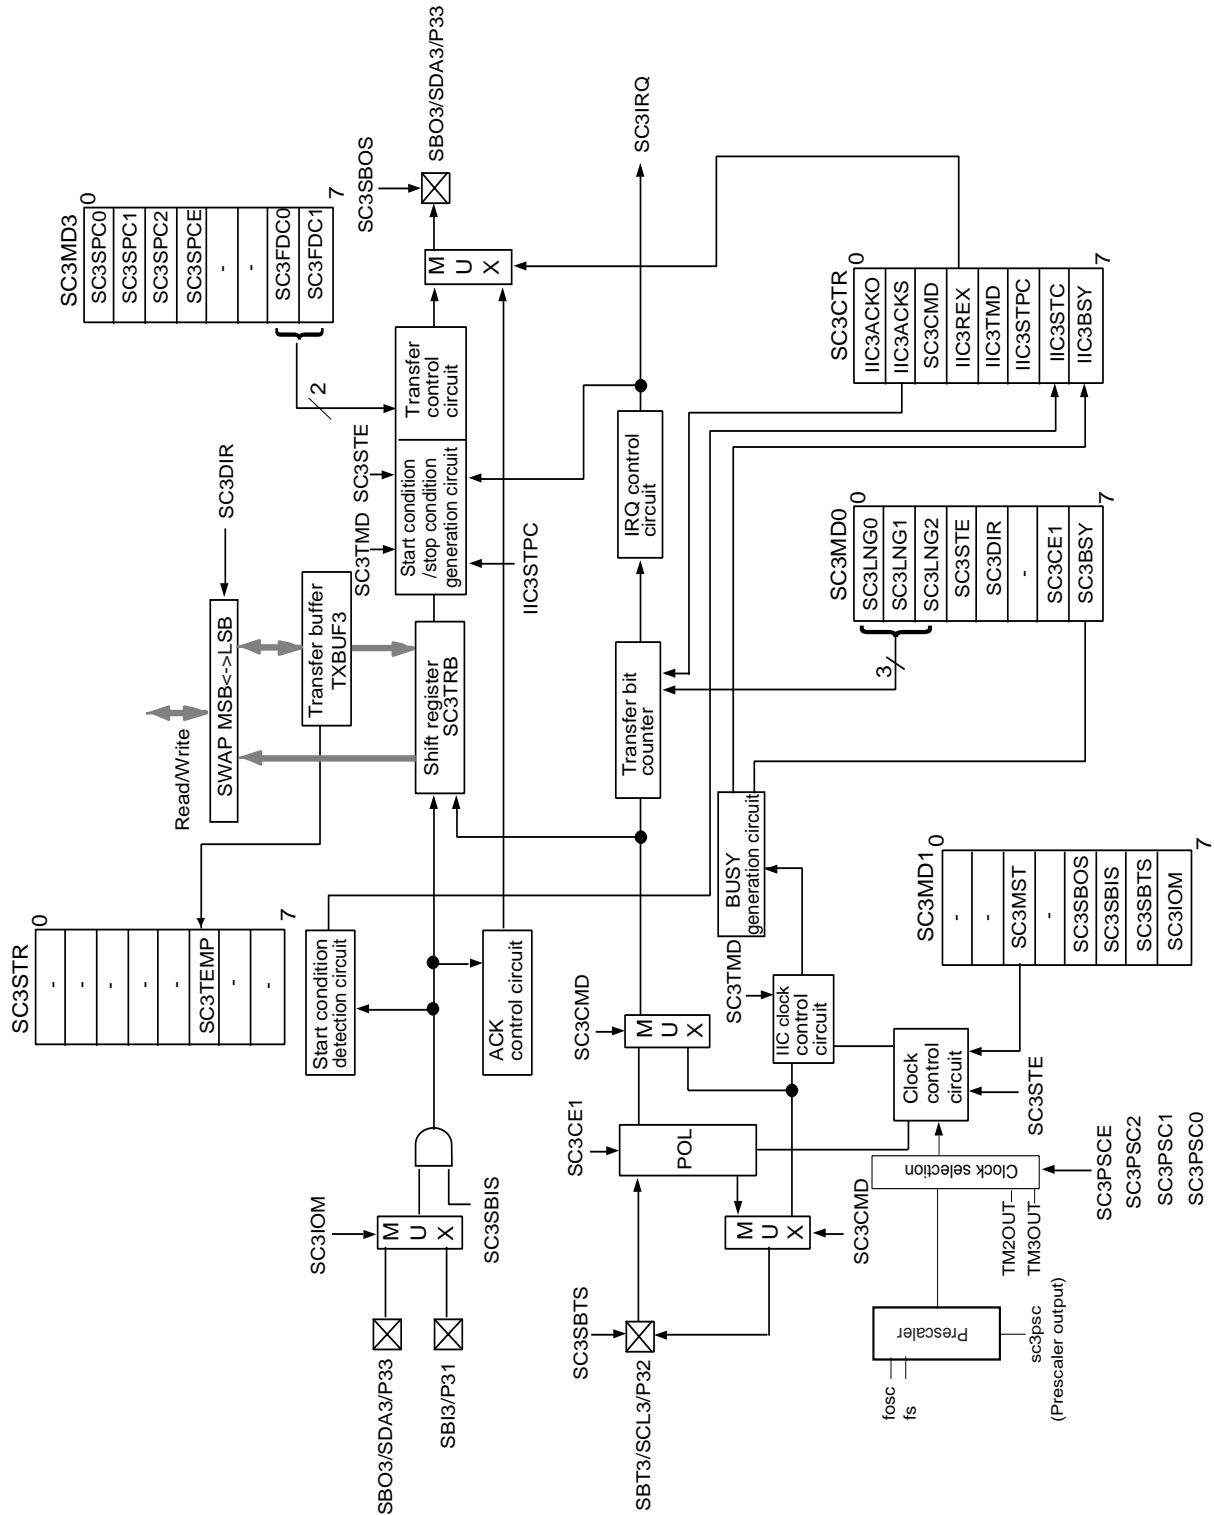 SC3STR
0
-
-
-
-
-
SC3TEMP
-
-
7
Read/Write
SWAP MSB<->LSB
SC3DIR
Transfer buffer
TXBUF3
Shift register
SC3TRB
SC3MD3
0
SC3SPC0
SC3SPC1
SC3SPC2
SC3SPCE
-
-
SC3FDC0
SC3FDC1
7
2
SC3TMD
SC3STE
Start condition
/stop condition
generation circuit
Transfer
control
circuit
IIC3STPC
M
U
X
SC3SBOS
SBO3/SDA3/P33
SBO3/SDA3/P33
SBI3/P31
SC3IOM
M
U
X
SC3SBIS
Start condition
detection circuit
ACK
control circuit
SBT3/SCL3/P32
SC3SBTS
SC3CE1
POL
M
U
X
SC3CMD
SC3CMD
M
U
X
Transfer bit
counter
IRQ control
circuit
SC3IRQ
SC3TMD
IIC clock
control
circuit
BUSY
generation circuit
3
SC3MD0
0
SC3LNG0
SC3LNG1
SC3LNG2
SC3STE
SC3DIR
-
SC3CE1
SC3BSY
7
SC3CTR
0
IIC3ACKO
IIC3ACKS
SC3CMD
IIC3REX
IIC3TMD
IIC3STPC
IIC3STC
IIC3BSY
7
fosc
fs
Prescaler
sc3psc
(Prescaler output)
TM2OUT
TM3OUT
Clock selection
SC3PSCE
SC3PSC2
SC3PSC1
SC3PSC0
Clock
control
circuit
SC3STE
SC3MD1
0
-
-
SC3MST
-
SC3SBOS
SC3SBIS
SC3SBTS
SC3IOM
7